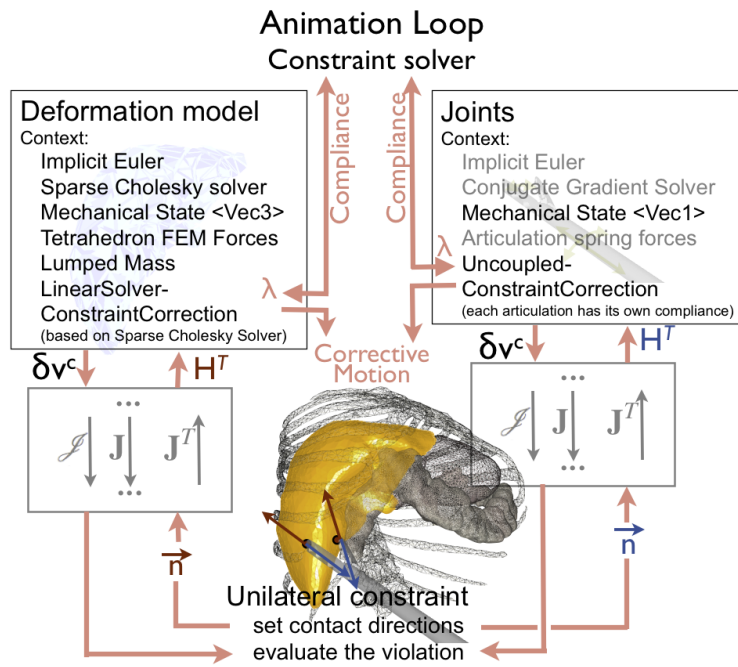 Animation Loop
Constraint solver
Deformation model
Context:
Implicit Euler
Sparse Cholesky solver
Mechanical State <Vec3>
Tetrahedron FEM Forces
Lumped Mass
LinearSolver-
ConstraintCorrection
(based on Sparse Cholesky Solver)
Compliance
λ
Compliance
λ
Joints
Context:
Implicit Euler
Conjugate Gradient Solver
Mechanical State <Vec1>
Articulation spring forces
Uncoupled-
ConstraintCorrection
(each articulation has its own compliance)
Corrective
Motion
δvᶜ
Hᵀ
δvᶜ
Hᵀ
...
𝒥 J Jᵀ
...
...
𝒥 J Jᵀ
...
n
n
Unilateral constraint
set contact directions
evaluate the violation